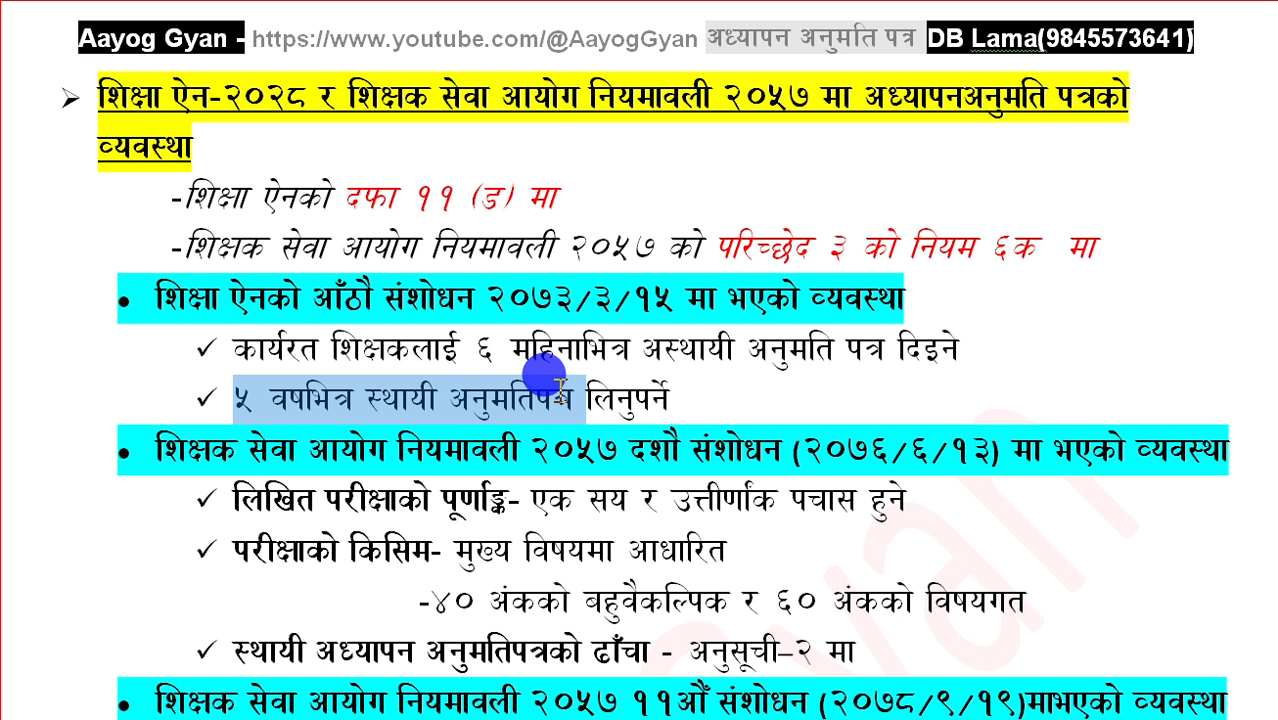 Aayog Gyan - https://www.youtube.com/@AayogGyan अध्यापन अनुमति पत्र DB Lama(9845573641)
➢ शिक्षा ऐन-२०२८ र शिक्षक सेवा आयोग नियमावली २०५७ मा अध्यापनअनुमति पत्रको
व्यवस्था
-शिक्षा ऐनको दफा ११ (ड) मा
-शिक्षक सेवा आयोग नियमावली २०५७ को परिच्छेद ३ को नियम ६क मा
• शिक्षा ऐनको आँठौ संशोधन २०७३/३/१५ मा भएको व्यवस्था
✓ कार्यरत शिक्षकलाई ६ महिनाभित्र अस्थायी अनुमति पत्र दिइने
✓ ५ वषभित्र स्थायी अनुमतिपत्र लिनुपर्ने
• शिक्षक सेवा आयोग नियमावली २०५७ दशौ संशोधन (२०७६/६/१३) मा भएको व्यवस्था
✓ लिखित परीक्षाको पूर्णाङ्क- एक सय र उत्तीर्णांक पचास हुने
✓ परीक्षाको किसिम- मुख्य विषयमा आधारित
-४० अंकको बहुवैकल्पिक र ६० अंकको विषयगत
✓ स्थायी अध्यापन अनुमतिपत्रको ढाँचा - अनुसूची–२ मा
• शिक्षक सेवा आयोग नियमावली २०५७ ११औँ संशोधन (२०७८/९/१९)माभएको व्यवस्था